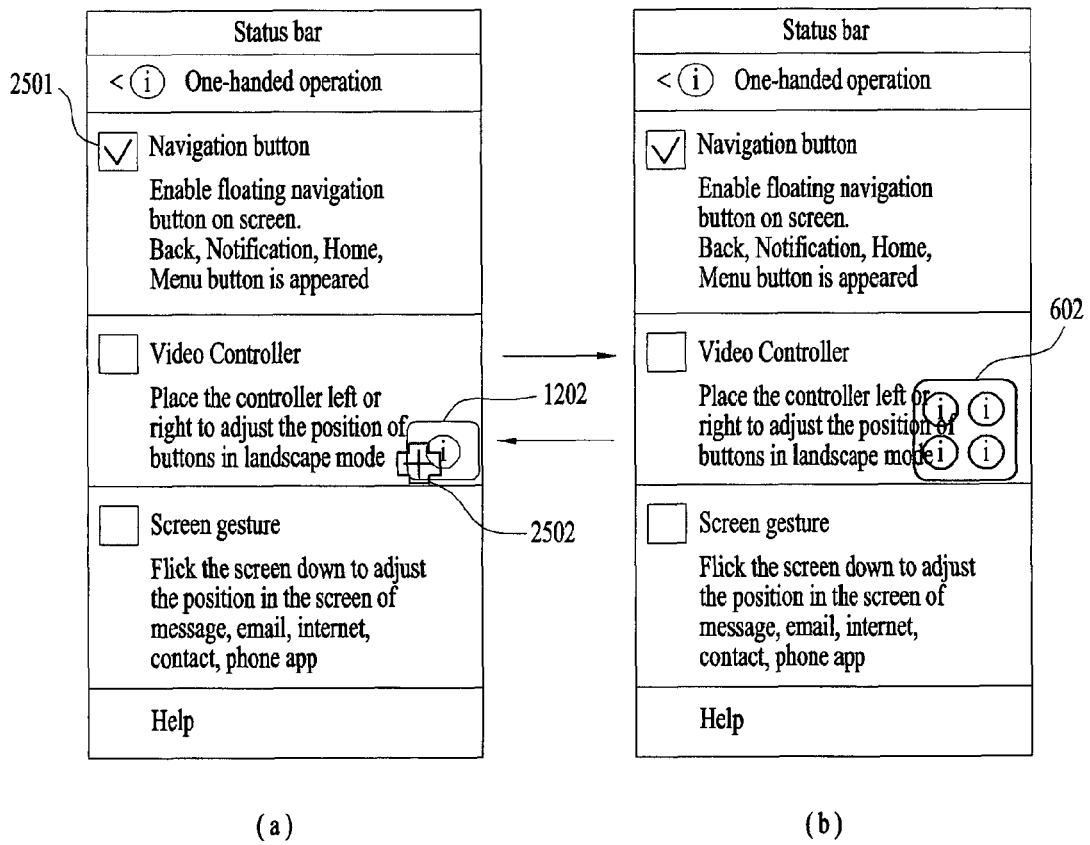 Status bar
< i One-handed operation
2501
Navigation button
Enable floating navigation
button on screen.
Back, Notification, Home,
Menu button is appeared
Video Controller
Place the controller left or
right to adjust the position of
buttons in landscape mode
i
1202
2502
Screen gesture
Flick the screen down to adjust
the position in the screen of
message, email, internet,
contact, phone app
Help
(a)
Status bar
< i One-handed operation
Navigation button
Enable floating navigation
button on screen.
Back, Notification, Home,
Menu button is appeared
602
Video Controller
Place the controller left or
right to adjust the position of
buttons in landscape mode
i i
i i
Screen gesture
Flick the screen down to adjust
the position in the screen of
message, email, internet,
contact, phone app
Help
(b)